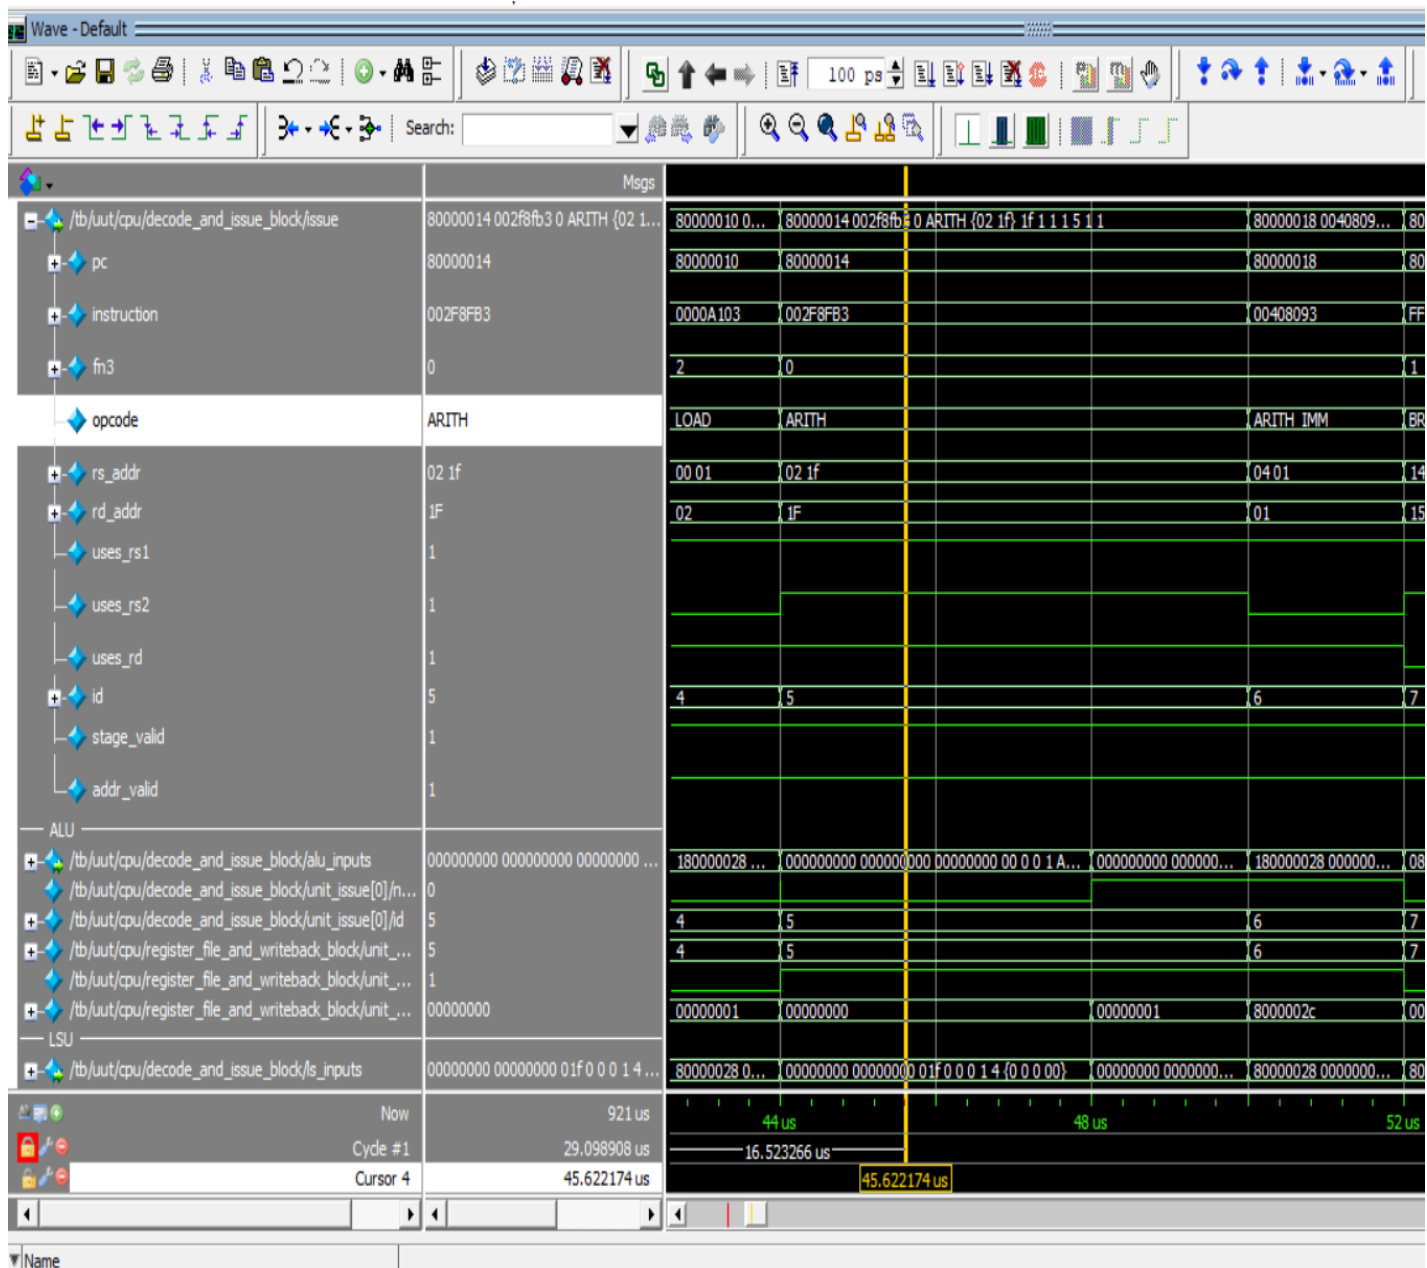 Wave - Default
100 ps
Search:
Msgs
/tb/uut/cpu/decode_and_issue_block/issue 80000014 002f8fb3 0 ARITH {02 1... 80000010 0... 80000014 002f8fb3 0 ARITH {02 1f} 1f 1 1 1 5 1 1 80000018 0040809... 80
pc 80000014 80000010 80000014 80000018 80
instruction 002F8FB3 0000A103 002F8FB3 00408093 FF
fn3 0 2 0 1
opcode ARITH LOAD ARITH ARITH_IMM BR
rs_addr 02 1f 00 01 02 1f 04 01 14
rd_addr 1F 02 1F 01 15
uses_rs1 1
uses_rs2 1
uses_rd 1
id 5 4 5 6 7
stage_valid 1
addr_valid 1
ALU
/tb/uut/cpu/decode_and_issue_block/alu_inputs 000000000 000000000 00000000 ... 180000028 ... 000000000 000000000 00000000 00 0 0 1 A... 000000000 000000... 180000028 000000... 08
/tb/uut/cpu/decode_and_issue_block/unit_issue[0]/n... 0
/tb/uut/cpu/decode_and_issue_block/unit_issue[0]/id 5 4 5 6 7
/tb/uut/cpu/register_file_and_writeback_block/unit_... 5 4 5 6 7
/tb/uut/cpu/register_file_and_writeback_block/unit_... 1
/tb/uut/cpu/register_file_and_writeback_block/unit_... 00000000 00000001 00000000 00000001 8000002c 00
LSU
/tb/uut/cpu/decode_and_issue_block/ls_inputs 00000000 00000000 01f 0 0 0 1 4 ... 80000028 0... 00000000 00000000 01f 0 0 0 1 4 {0 0 0 00} 00000000 0000000... 80000028 0000000... 80
Now 921 us 44 us 48 us 52 us
Cycle #1 29.098908 us 16.523266 us
Cursor 4 45.622174 us 45.622174 us
Name